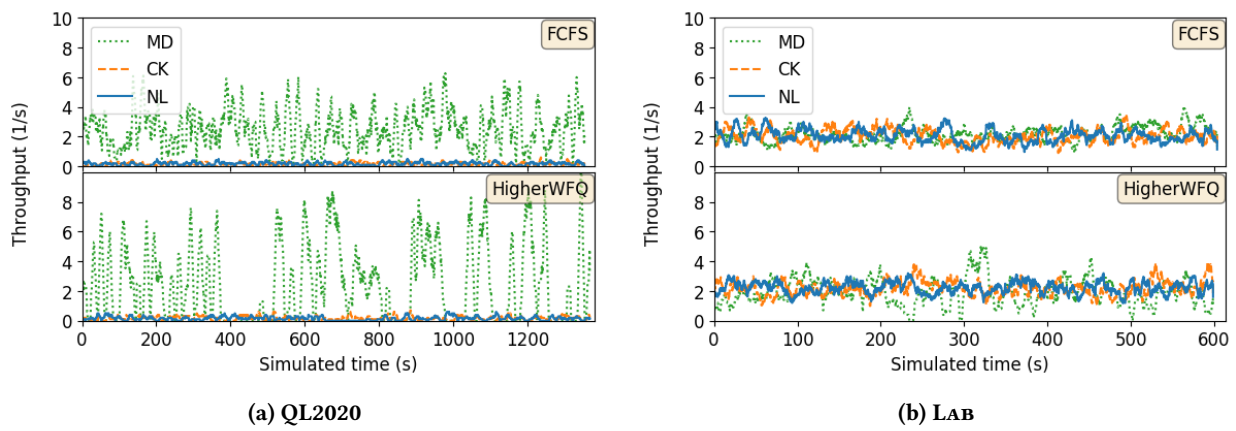 10
8
6
4
2
0
MD
CK
NL
FCFS
8
6
4
2
0
HigherWFQ
Throughput (1/s)
0 200 400 600 800 1000 1200
Simulated time (s)
(a) QL2020
10
8
6
4
2
0
MD
CK
NL
FCFS
8
6
4
2
0
HigherWFQ
Throughput (1/s)
0 100 200 300 400 500 600
Simulated time (s)
(b) LAB